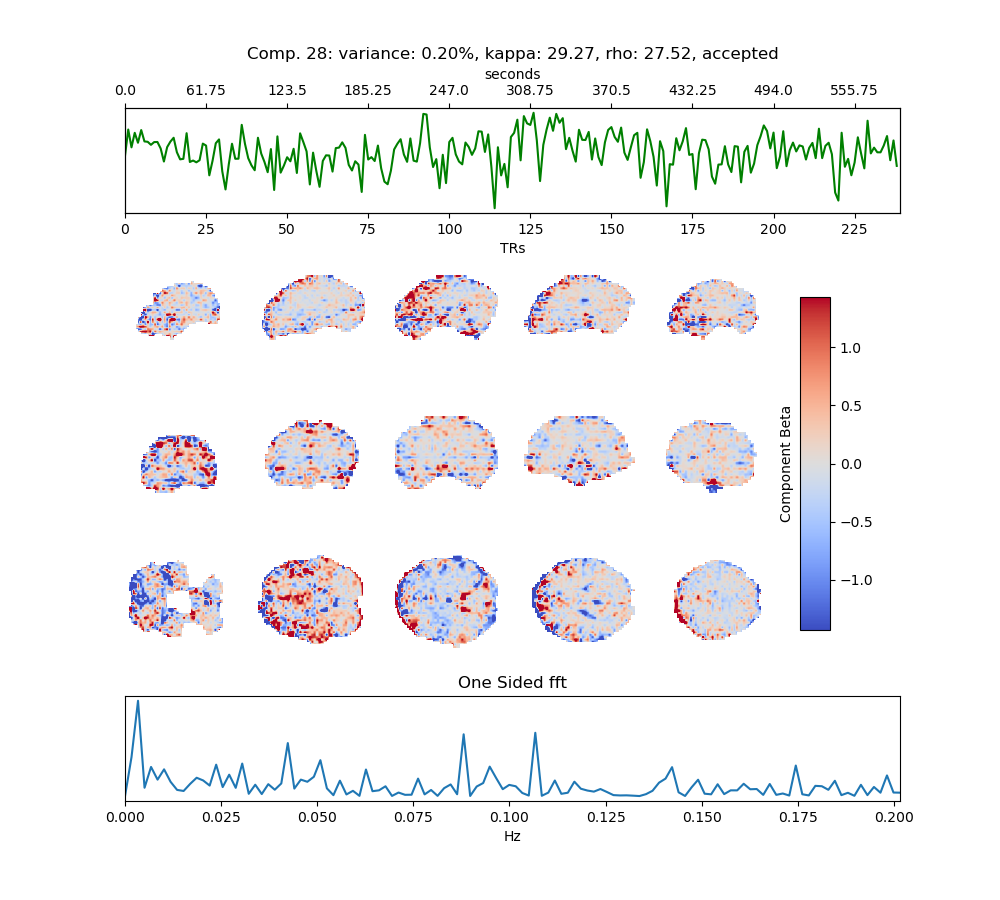 Comp. 28: variance: 0.20%, kappa: 29.27, rho: 27.52, accepted
seconds
0.0 61.75 123.5 185.25 247.0 308.75 370.5 432.25 494.0 555.75
0 25 50 75 100 125 150 175 200 225
TRs
1.0
0.5
0.0
−0.5
−1.0
Component Beta
One Sided fft
0.000 0.025 0.050 0.075 0.100 0.125 0.150 0.175 0.200
Hz